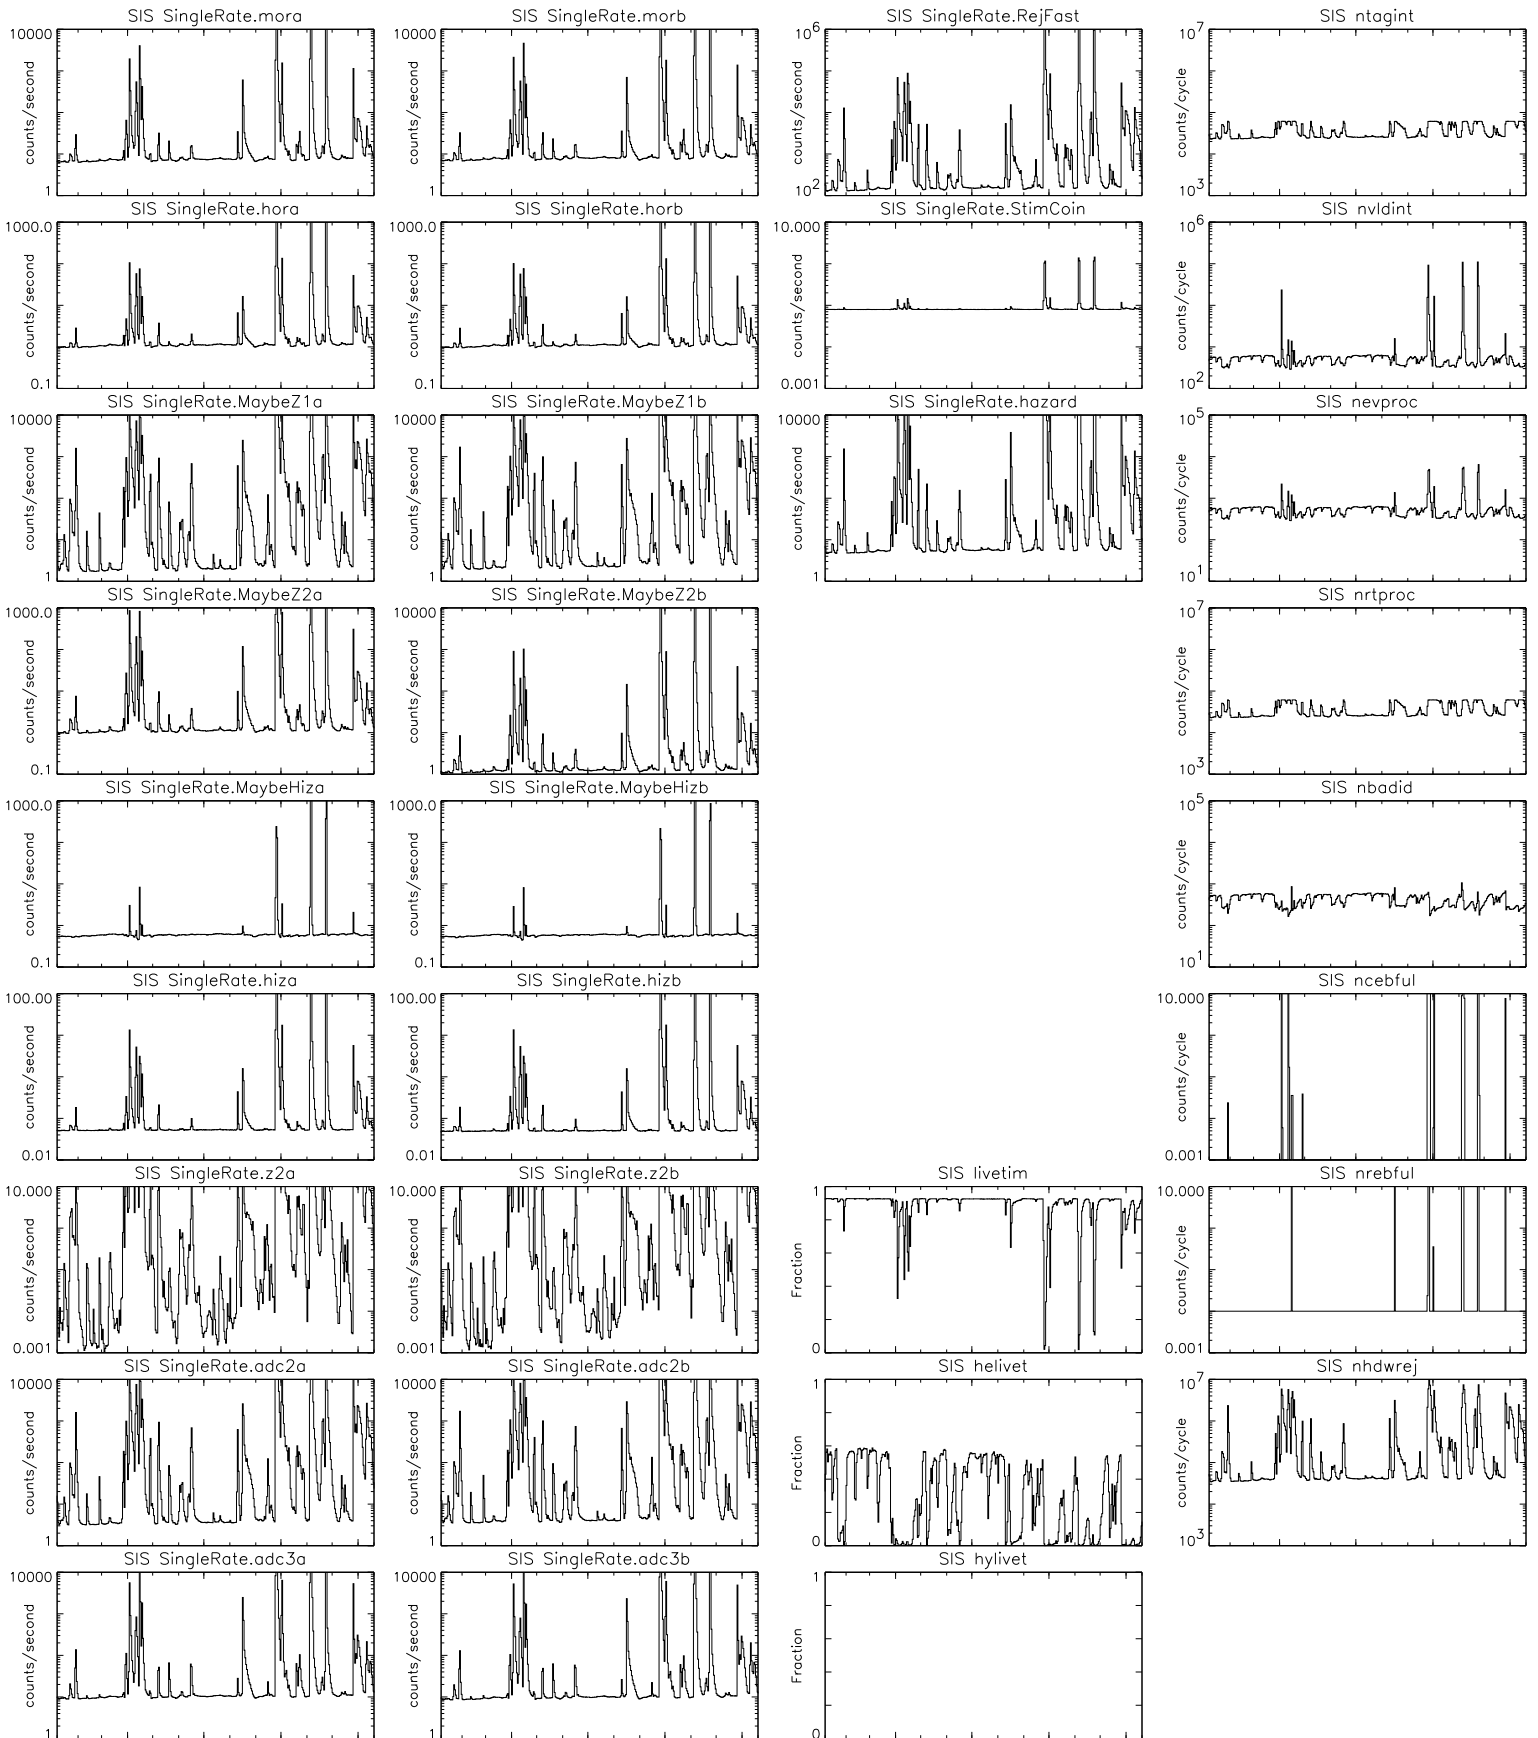 SIS SingleRate.mora
SIS SingleRate.morb
SIS SingleRate.RejFast
SIS ntagint
10000
counts/second
1
10000
counts/second
1
10^6
counts/second
10^2
10^7
counts/cycle
10^3
SIS SingleRate.hora
SIS SingleRate.horb
SIS SingleRate.StimCoin
SIS nvldint
1000.0
counts/second
0.1
1000.0
counts/second
0.1
10.000
counts/second
0.001
10^6
counts/cycle
10^2
SIS SingleRate.MaybeZ1a
SIS SingleRate.MaybeZ1b
SIS SingleRate.hazard
SIS nevproc
10000
counts/second
1
10000
counts/second
1
10000
counts/second
1
10^5
counts/cycle
10^1
SIS SingleRate.MaybeZ2a
SIS SingleRate.MaybeZ2b
SIS nrtproc
1000.0
counts/second
0.1
10000
counts/second
1
10^7
counts/cycle
10^3
SIS SingleRate.MaybeHiza
SIS SingleRate.MaybeHizb
SIS nbadid
1000.0
counts/second
0.1
1000.0
counts/second
0.1
10^5
counts/cycle
10^1
SIS SingleRate.hiza
SIS SingleRate.hizb
SIS ncebful
100.00
counts/second
0.01
100.00
counts/second
0.01
10.000
counts/cycle
0.001
SIS SingleRate.z2a
SIS SingleRate.z2b
SIS livetim
SIS nrebful
10.000
counts/second
0.001
10.000
counts/second
0.001
1
Fraction
0
10.000
counts/cycle
0.001
SIS SingleRate.adc2a
SIS SingleRate.adc2b
SIS helivet
SIS nhdwrej
10000
counts/second
1
10000
counts/second
1
1
Fraction
0
10^7
counts/cycle
10^3
SIS SingleRate.adc3a
SIS SingleRate.adc3b
SIS hylivet
10000
counts/second
1
10000
counts/second
1
1
Fraction
0